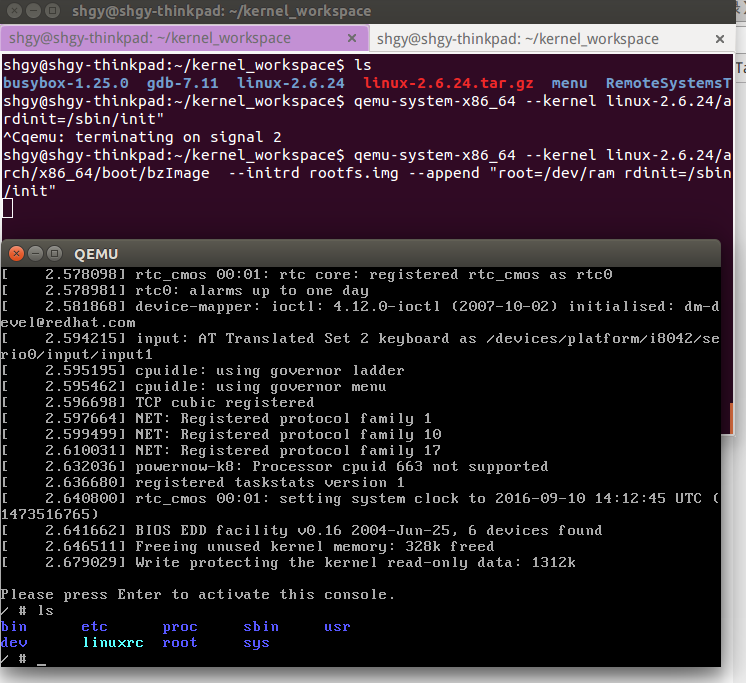 shgy@shgy-thinkpad: ~/kernel_workspace
shgy@shgy-thinkpad: ~/kernel_workspace × shgy@shgy-thinkpad: ~/kernel_workspace ×
shgy@shgy-thinkpad:~/kernel_workspace$ ls
busybox-1.25.0 gdb-7.11 linux-2.6.24 linux-2.6.24.tar.gz menu RemoteSystemsT
shgy@shgy-thinkpad:~/kernel_workspace$ qemu-system-x86_64 --kernel linux-2.6.24/a
rdinit=/sbin/init"
^Cqemu: terminating on signal 2
shgy@shgy-thinkpad:~/kernel_workspace$ qemu-system-x86_64 --kernel linux-2.6.24/a
rch/x86_64/boot/bzImage --initrd rootfs.img --append "root=/dev/ram rdinit=/sbin
/init"
QEMU
[ 2.578098] rtc_cmos 00:01: rtc core: registered rtc_cmos as rtc0
[ 2.578981] rtc0: alarms up to one day
[ 2.581868] device-mapper: ioctl: 4.12.0-ioctl (2007-10-02) initialised: dm-d
evel@redhat.com
[ 2.594215] input: AT Translated Set 2 keyboard as /devices/platform/i8042/se
rio0/input/input1
[ 2.595195] cpuidle: using governor ladder
[ 2.595462] cpuidle: using governor menu
[ 2.596698] TCP cubic registered
[ 2.597664] NET: Registered protocol family 1
[ 2.599499] NET: Registered protocol family 10
[ 2.610031] NET: Registered protocol family 17
[ 2.632036] powernow-k8: Processor cpuid 663 not supported
[ 2.636680] registered taskstats version 1
[ 2.640800] rtc_cmos 00:01: setting system clock to 2016-09-10 14:12:45 UTC (
1473516765)
[ 2.641662] BIOS EDD facility v0.16 2004-Jun-25, 6 devices found
[ 2.646511] Freeing unused kernel memory: 328k freed
[ 2.679029] Write protecting the kernel read-only data: 1312k
Please press Enter to activate this console.
/ # ls
bin etc proc sbin usr
dev linuxrc root sys
/ # _